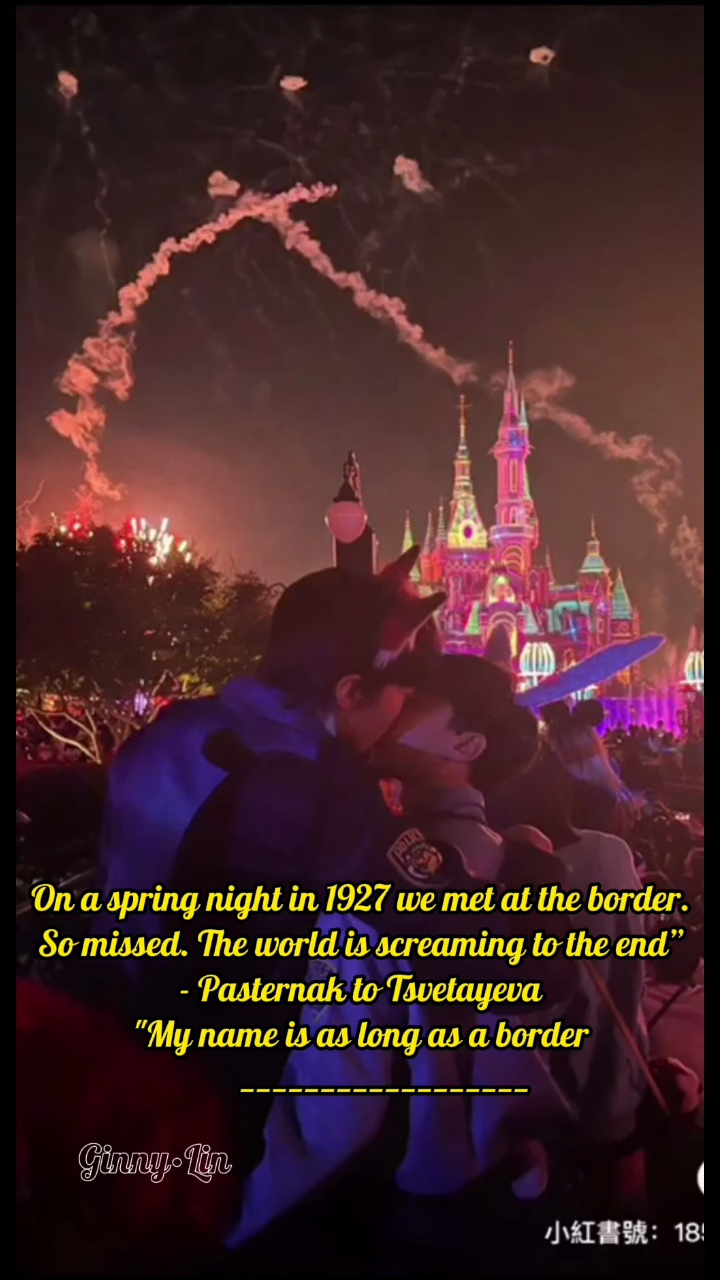 On a spring night in 1927 we met at the border.
So missed. The world is screaming to the end”
- Pasternak to Tsvetayeva
"My name is as long as a border
------------------
Ginny•Lin
小紅書號：185